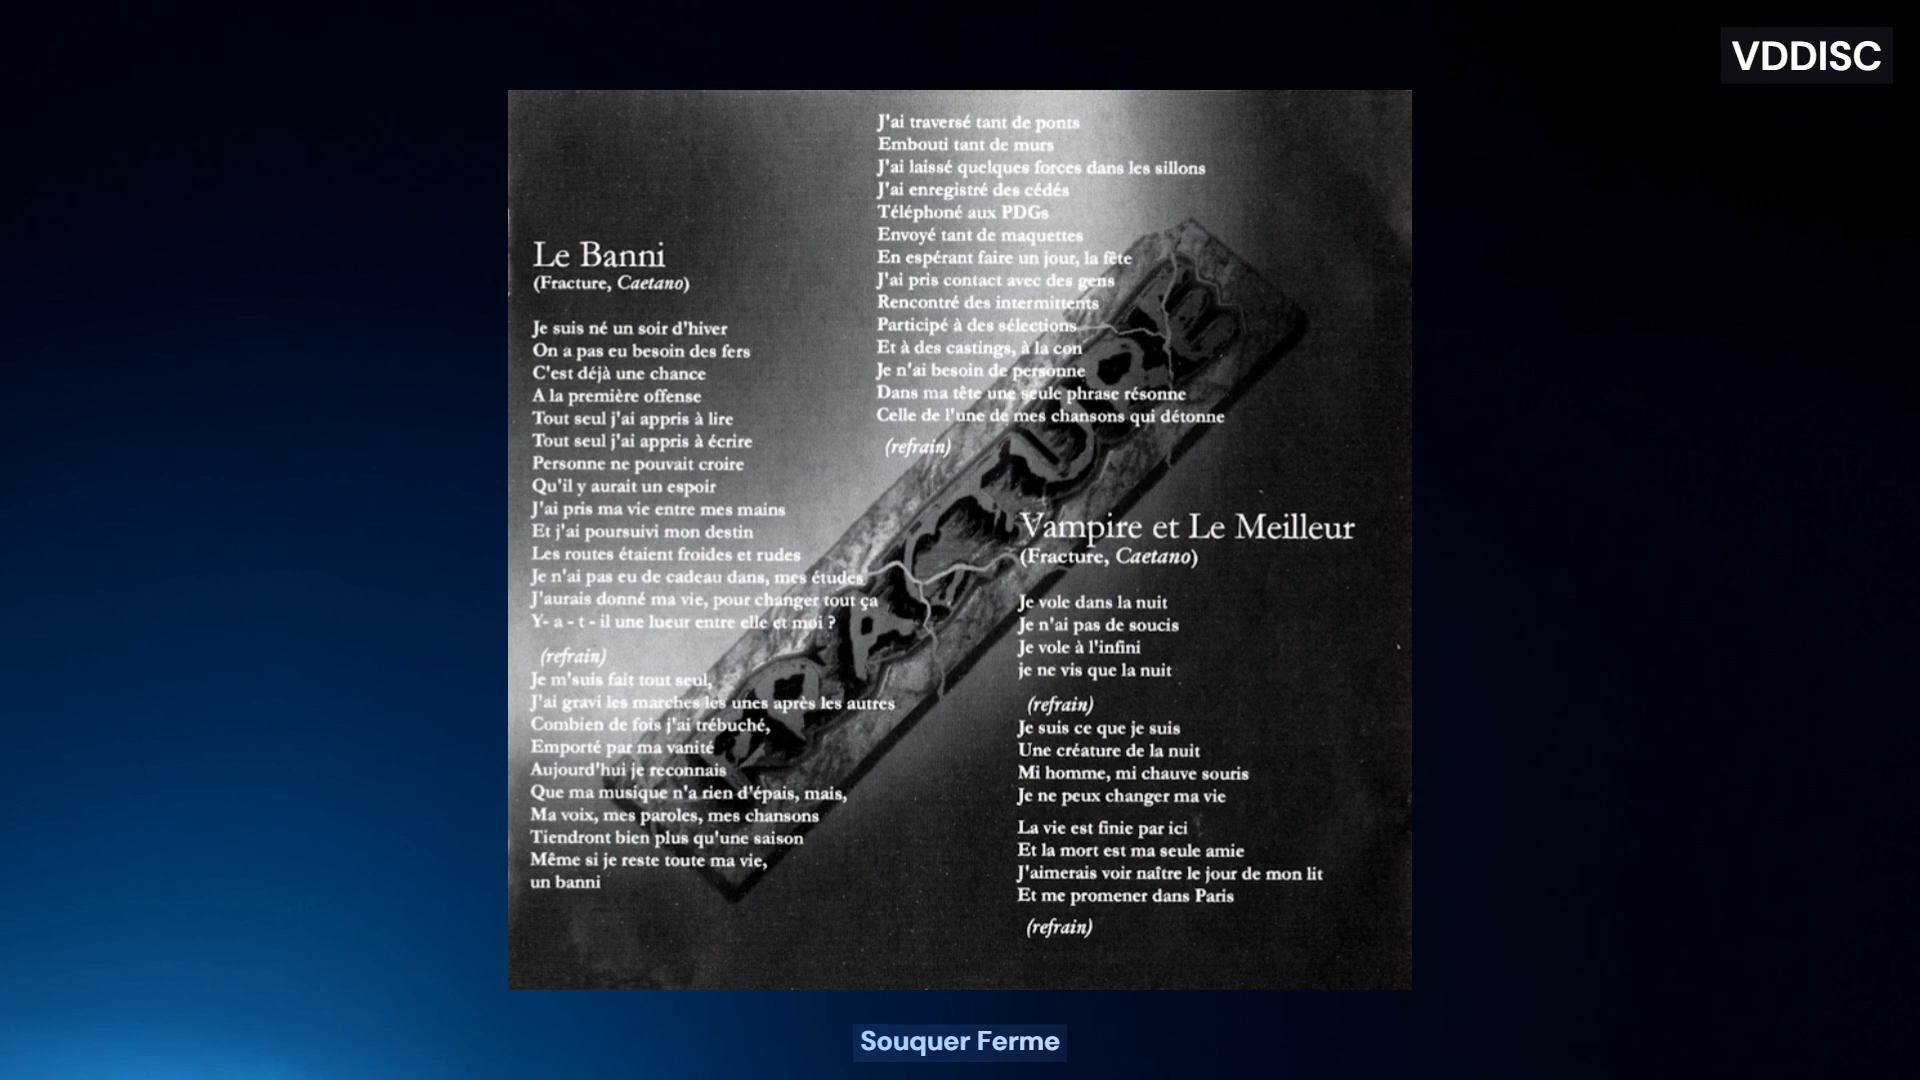 VDDISC
Le Banni
(Fracture, Caetano)
Je suis né un soir d'hiver
On a pas eu besoin des fers
C'est déjà une chance
A la première offense
Tout seul j'ai appris à lire
Tout seul j'ai appris à écrire
Personne ne pouvait croire
Qu'il y aurait un espoir
J'ai pris ma vie entre mes mains
Et j'ai poursuivi mon destin
Les routes étaient froides et rudes
Je n'ai pas eu de cadeau dans, mes études
J'aurais donné ma vie, pour changer tout ça
Y- a - t - il une lueur entre elle et moi ?
(refrain)
Je m'suis fait tout seul,
J'ai gravi les marches les unes après les autres
Combien de fois j'ai trébuché,
Emporté par ma vanité
Aujourd'hui je reconnais
Que ma musique n'a rien d'épais, mais,
Ma voix, mes paroles, mes chansons
Tiendront bien plus qu'une saison
Même si je reste toute ma vie,
un banni
J'ai traversé tant de ponts
Embouti tant de murs
J'ai laissé quelques forces dans les sillons
J'ai enregistré des cédés
Téléphoné aux PDGs
Envoyé tant de maquettes
En espérant faire un jour, la fête
J'ai pris contact avec des gens
Rencontré des intermittents
Participé à des sélections
Et à des castings, à la con
Je n'ai besoin de personne
Dans ma tête une seule phrase résonne
Celle de l'une de mes chansons qui détonne
(refrain)
FRACTURE
Vampire et Le Meilleur
(Fracture, Caetano)
Je vole dans la nuit
Je n'ai pas de soucis
Je vole à l'infini
je ne vis que la nuit
(refrain)
Je suis ce que je suis
Une créature de la nuit
Mi homme, mi chauve souris
Je ne peux changer ma vie
La vie est finie par ici
Et la mort est ma seule amie
J'aimerais voir naître le jour de mon lit
Et me promener dans Paris
(refrain)
Souquer Ferme